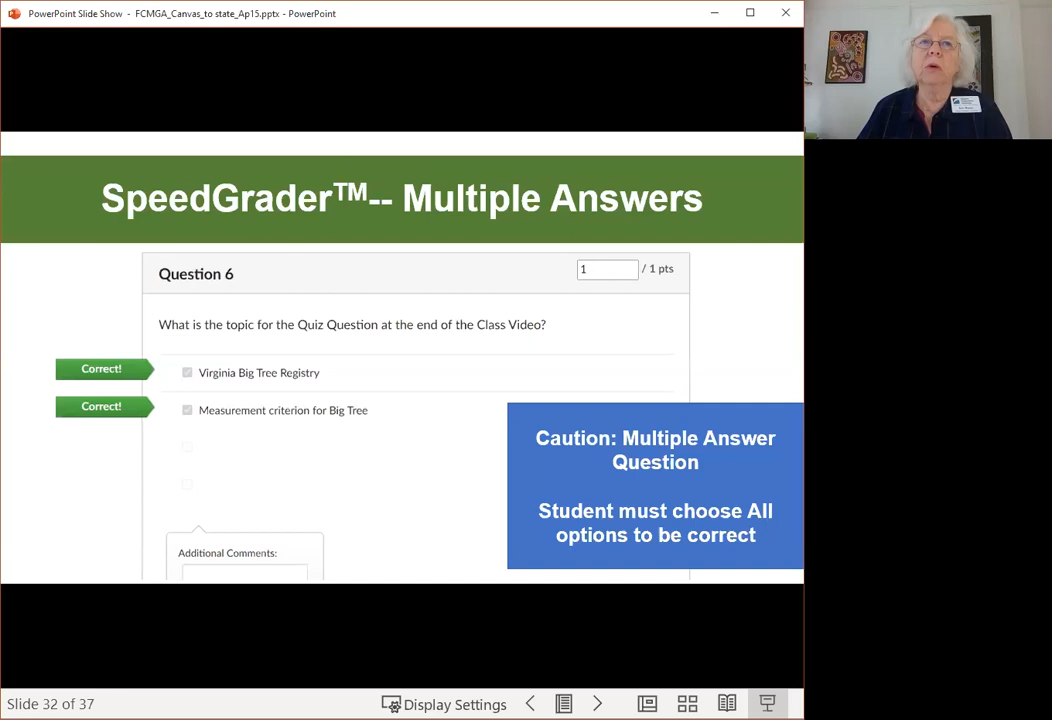 PowerPoint Slide Show - FCMGA_Canvas_to state_Ap15.pptx - PowerPoint
SpeedGrader™-- Multiple Answers
Question 6
1 / 1 pts
What is the topic for the Quiz Question at the end of the Class Video?
Correct!
Virginia Big Tree Registry
Correct!
Measurement criterion for Big Tree
Caution: Multiple Answer
Question
Student must choose All
options to be correct
Additional Comments:
Slide 32 of 37
Display Settings